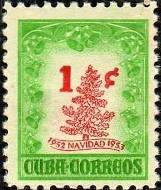 1 ¢
1952 NAVIDAD 1953
CUBA·CORREOS